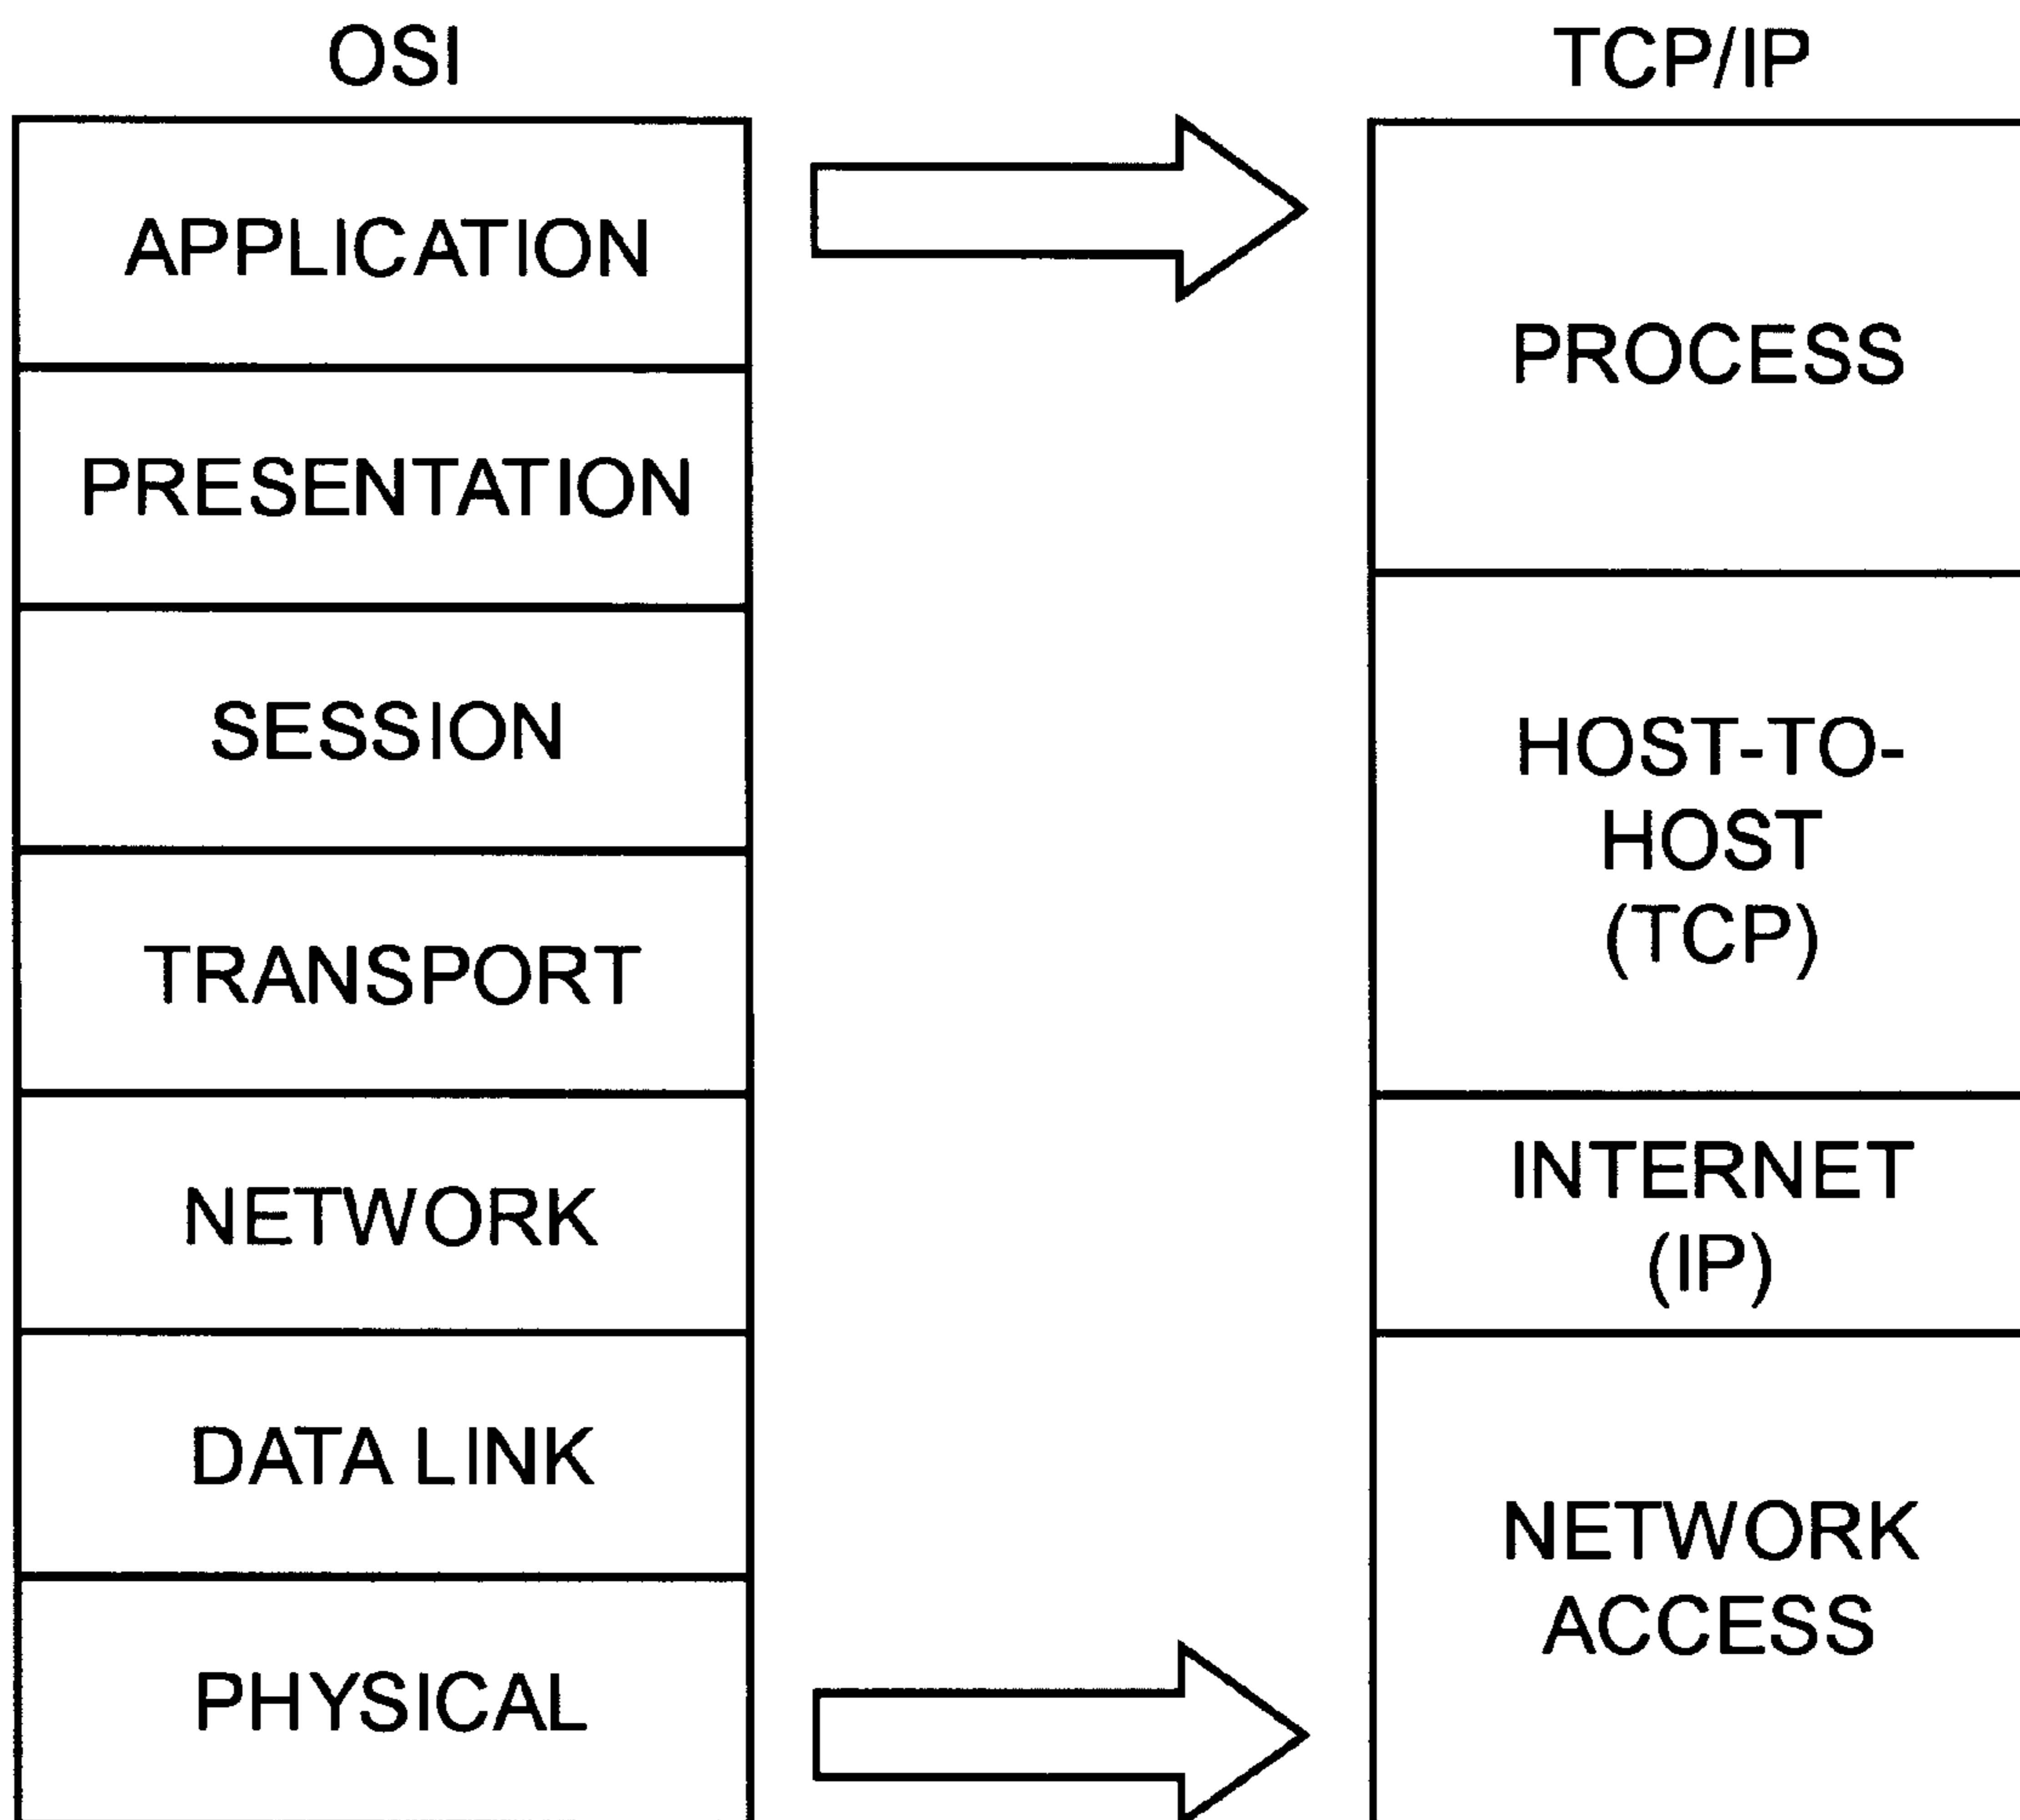 OSI
APPLICATION
PRESENTATION
SESSION
TRANSPORT
NETWORK
DATA LINK
PHYSICAL
TCP/IP
PROCESS
HOST-TO-
HOST
(TCP)
INTERNET
(IP)
NETWORK
ACCESS